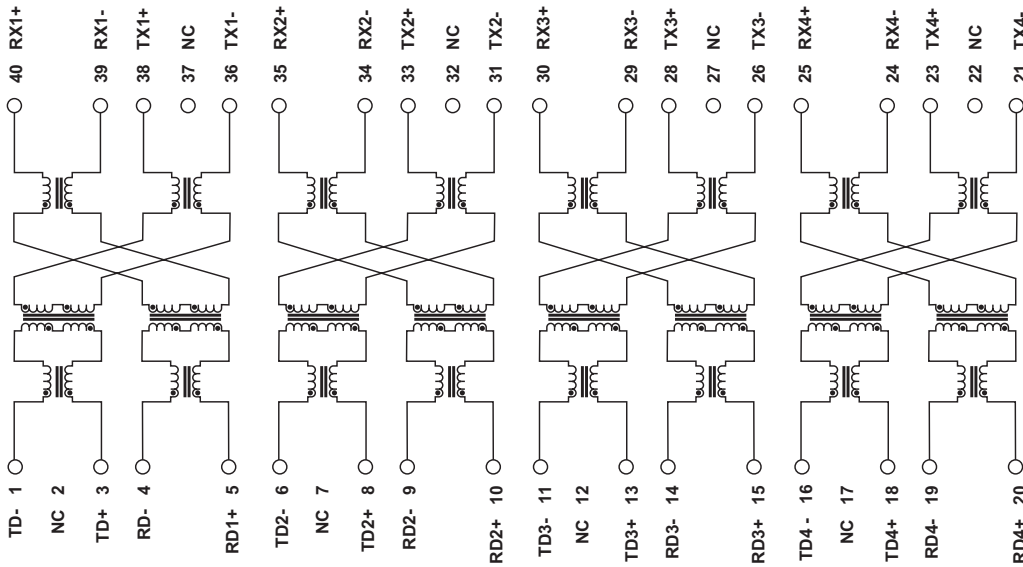 40 RX1+
39 RX1-
38 TX1+
37 NC
36 TX1-
35 RX2+
34 RX2-
33 TX2+
32 NC
31 TX2-
30 RX3+
29 RX3-
28 TX3+
27 NC
26 TX3-
25 RX4+
24 RX4-
23 TX4+
22 NC
21 TX4-
TD- 1
NC 2
TD+ 3
RD- 4
RD1+ 5
TD2- 6
NC 7
TD2+ 8
RD2- 9
RD2+ 10
TD3- 11
NC 12
TD3+ 13
RD3- 14
RD3+ 15
TD4 - 16
NC 17
TD4+ 18
RD4- 19
RD4+ 20